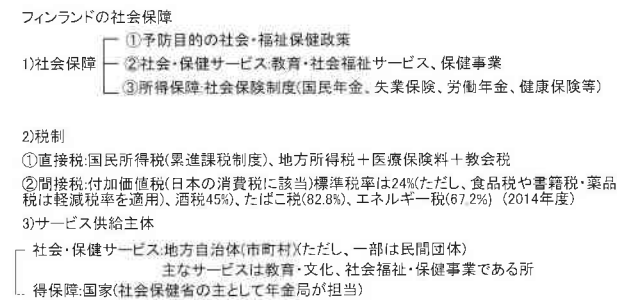 フィンランドの社会保障
①予防目的の社会・福祉保健政策
1)社会保障 ②社会・保健サービス:教育・社会福祉サービス、保健事業
③所得保障:社会保険制度(国民年金、失業保険、労働年金、健康保険等)
2)税制
①直接税:国民所得税(累進課税制度)、地方所得税＋医療保険料＋教会税
②間接税:付加価値税(日本の消費税に該当)標準税率は24%(ただし、食品税や書籍税・薬品
税は軽減税率を適用)、酒税45%)、たばこ税(82.8%)、エネルギー税(67.2%) (2014年度)
3)サービス供給主体
社会・保健サービス:地方自治体(市町村)(ただし、一部は民間団体)
主なサービスは教育・文化、社会福祉・保健事業である所
得保障:国家(社会保健省の主として年金局が担当)